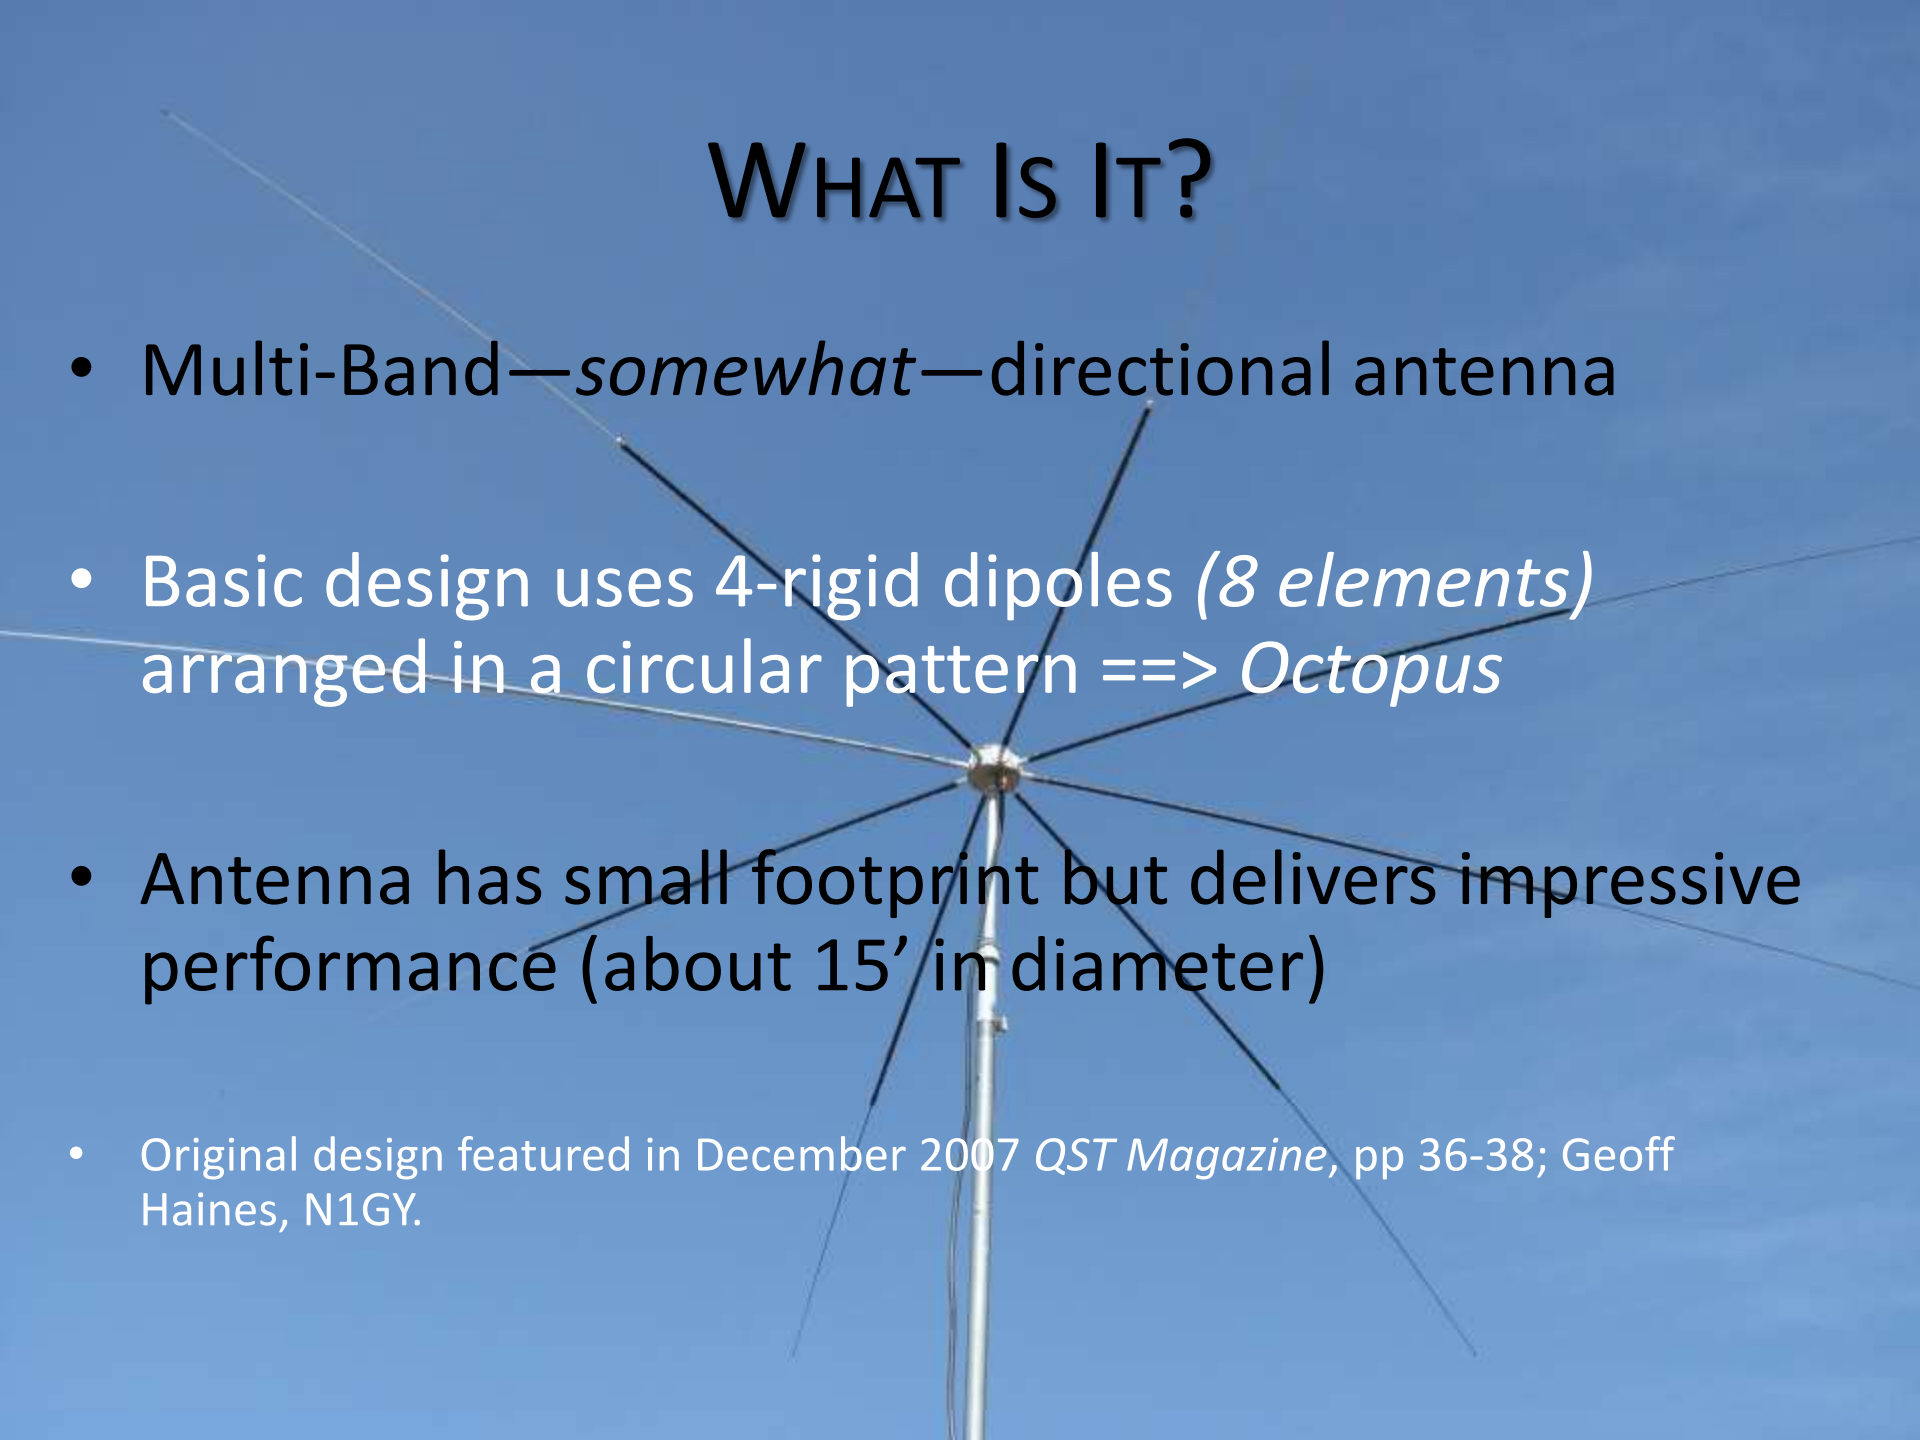 WHAT IS IT?
• Multi-Band—somewhat—directional antenna
• Basic design uses 4-rigid dipoles (8 elements)
arranged in a circular pattern ==> Octopus
• Antenna has small footprint but delivers impressive
performance (about 15’ in diameter)
• Original design featured in December 2007 QST Magazine, pp 36-38; Geoff
Haines, N1GY.